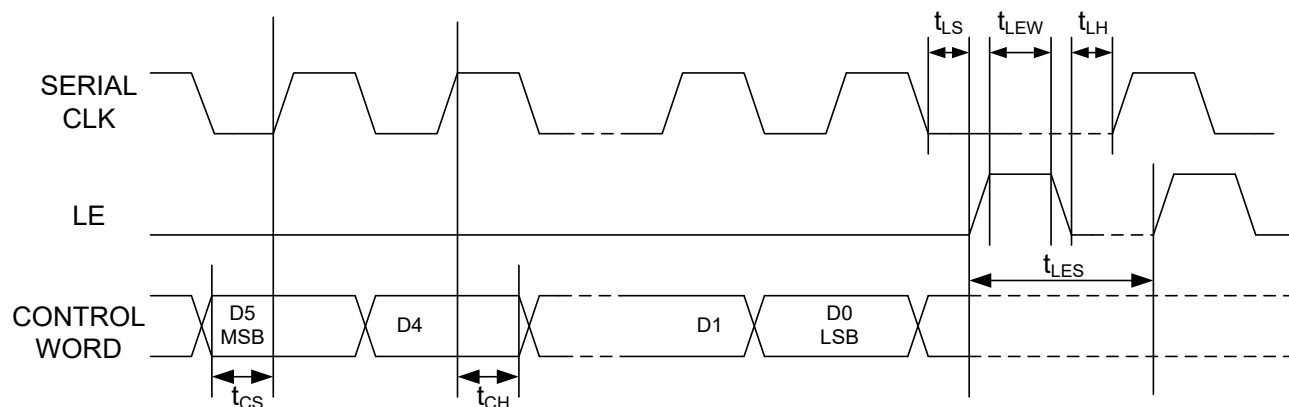 tLS
tLEW
tLH
SERIAL
CLK
LE
tLES
CONTROL
WORD
D5
MSB
D4
D1
D0
LSB
tCS
tCH